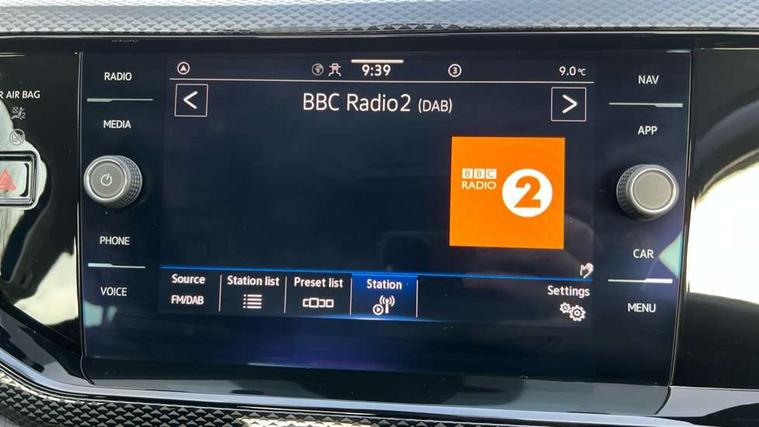 RADIO
MEDIA
PHONE
VOICE
R AIR BAG
9:39
3
9.0°C
BBC Radio2 (DAB)
BBC
RADIO
2
Source
FM/DAB
Station list
Preset list
Station
Settings
NAV
APP
CAR
MENU